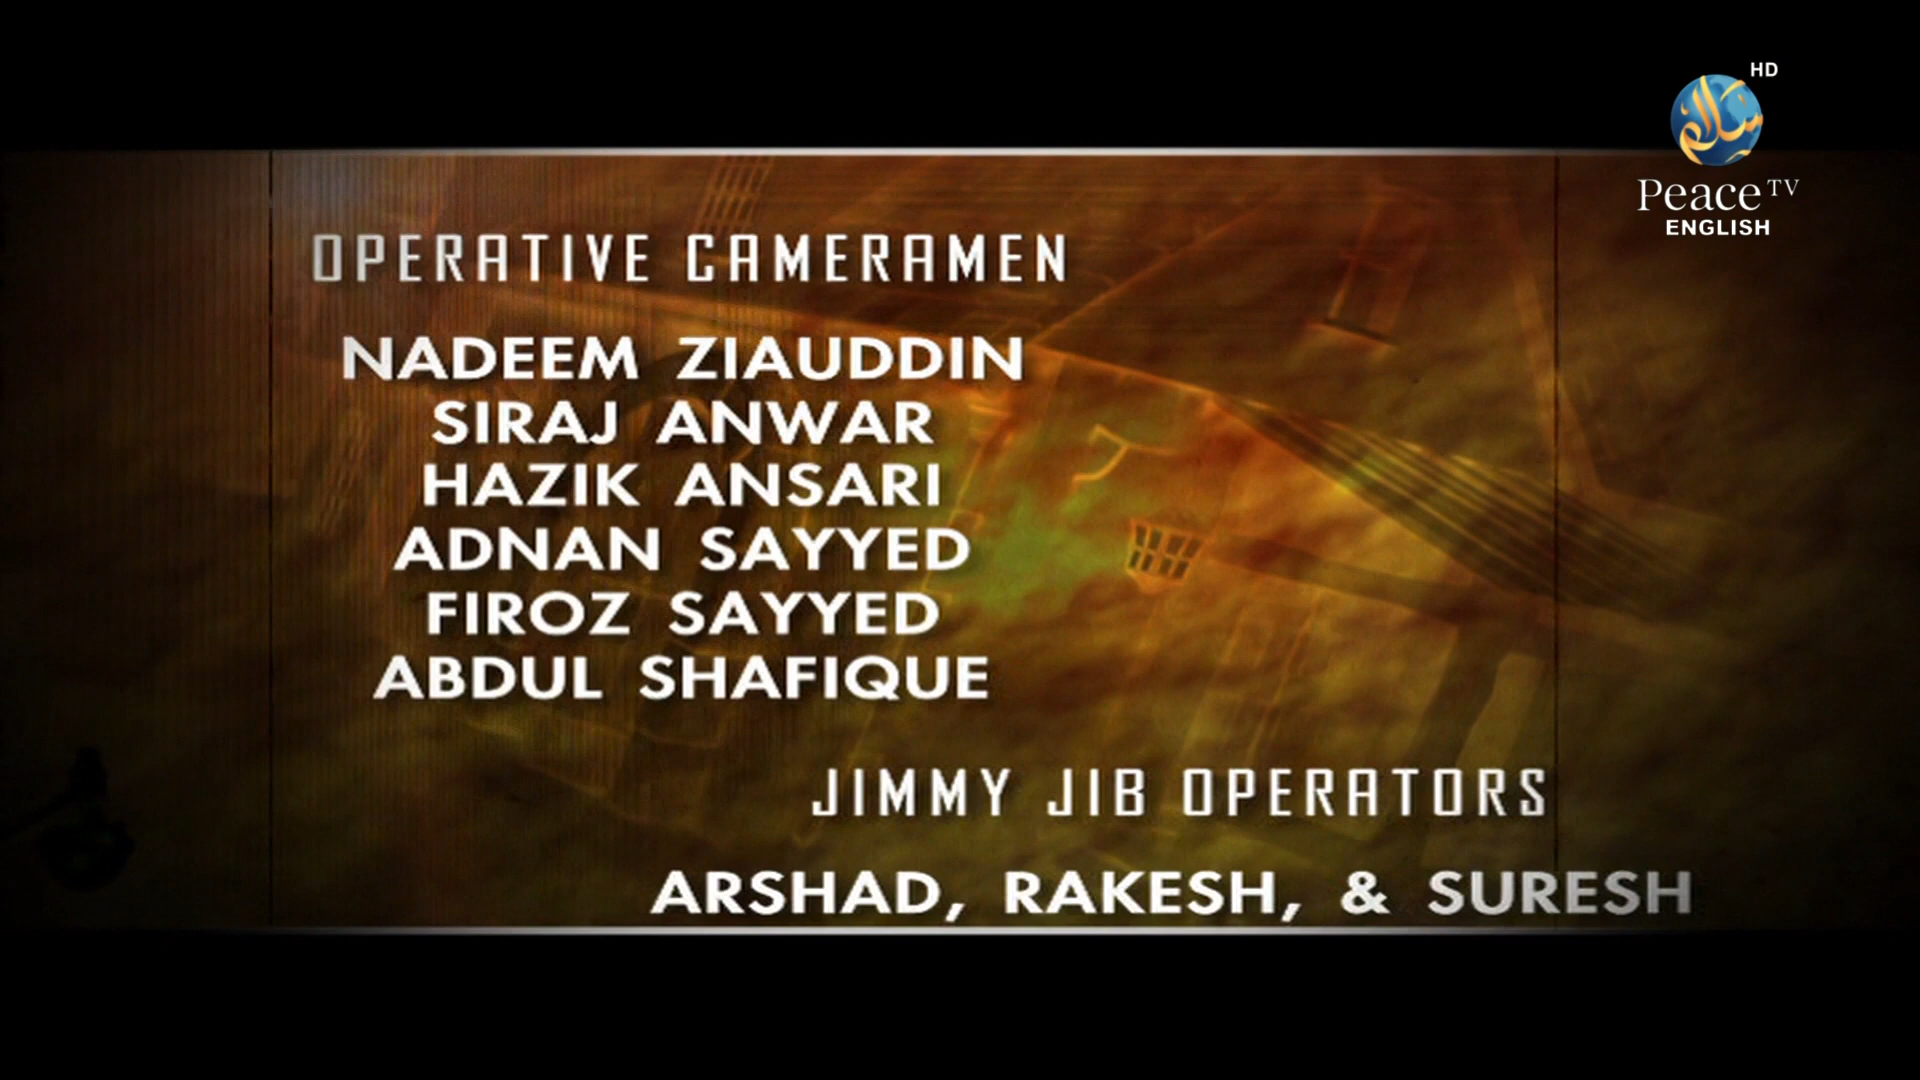 HD
سلام
Peace TV
ENGLISH
OPERATIVE CAMERAMEN
NADEEM ZIAUDDIN
SIRAJ ANWAR
HAZIK ANSARI
ADNAN SAYYED
FIROZ SAYYED
ABDUL SHAFIQUE
JIMMY JIB OPERATORS
ARSHAD, RAKESH, & SURESH